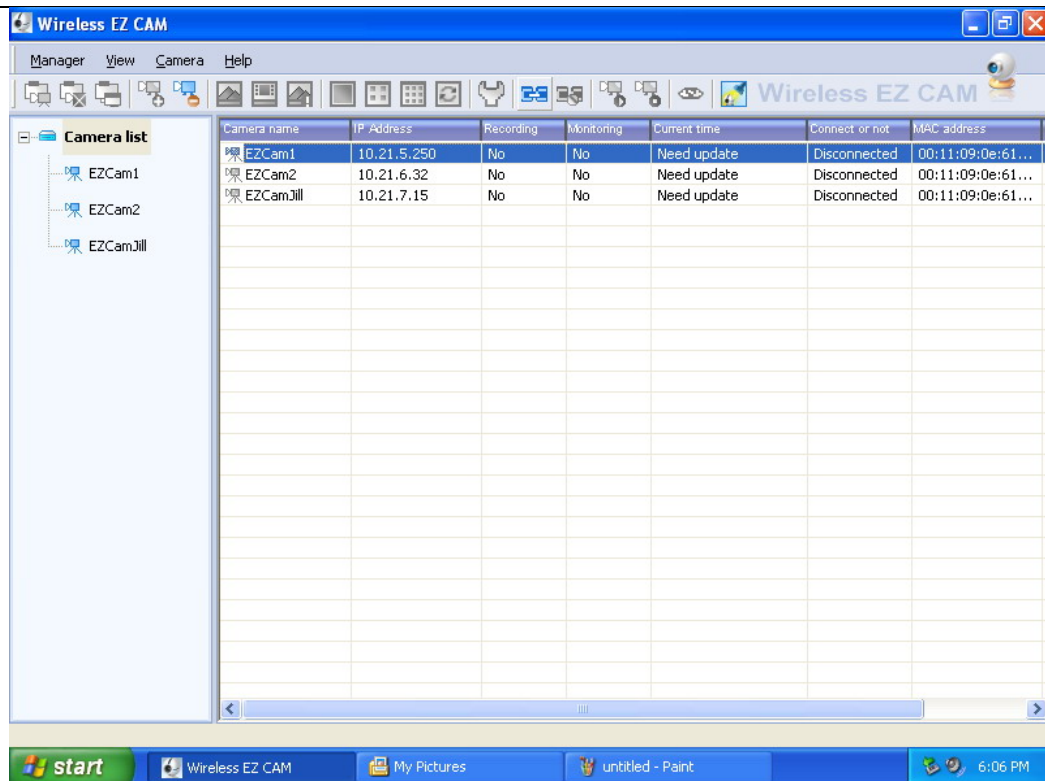 Wireless EZ CAM
Manager View Camera Help
Wireless EZ CAM
Camera list
EZCam1
EZCam2
EZCamJill
Camera name IP Address Recording Monitoring Current time Connect or not MAC address
EZCam1 10.21.5.250 No No Need update Disconnected 00:11:09:0e:61...
EZCam2 10.21.6.32 No No Need update Disconnected 00:11:09:0e:61...
EZCamJill 10.21.7.15 No No Need update Disconnected 00:11:09:0e:61...
start Wireless EZ CAM My Pictures untitled - Paint 6:06 PM